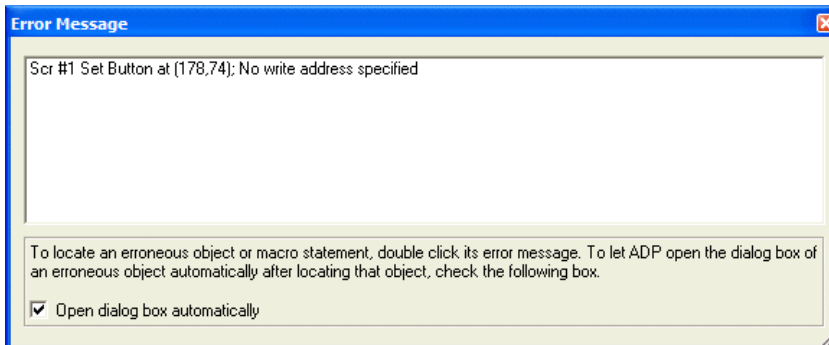 Error Message
Scr #1 Set Button at (178,74); No write address specified
To locate an erroneous object or macro statement, double click its error message. To let ADP open the dialog box of
an erroneous object automatically after locating that object, check the following box.
Open dialog box automatically